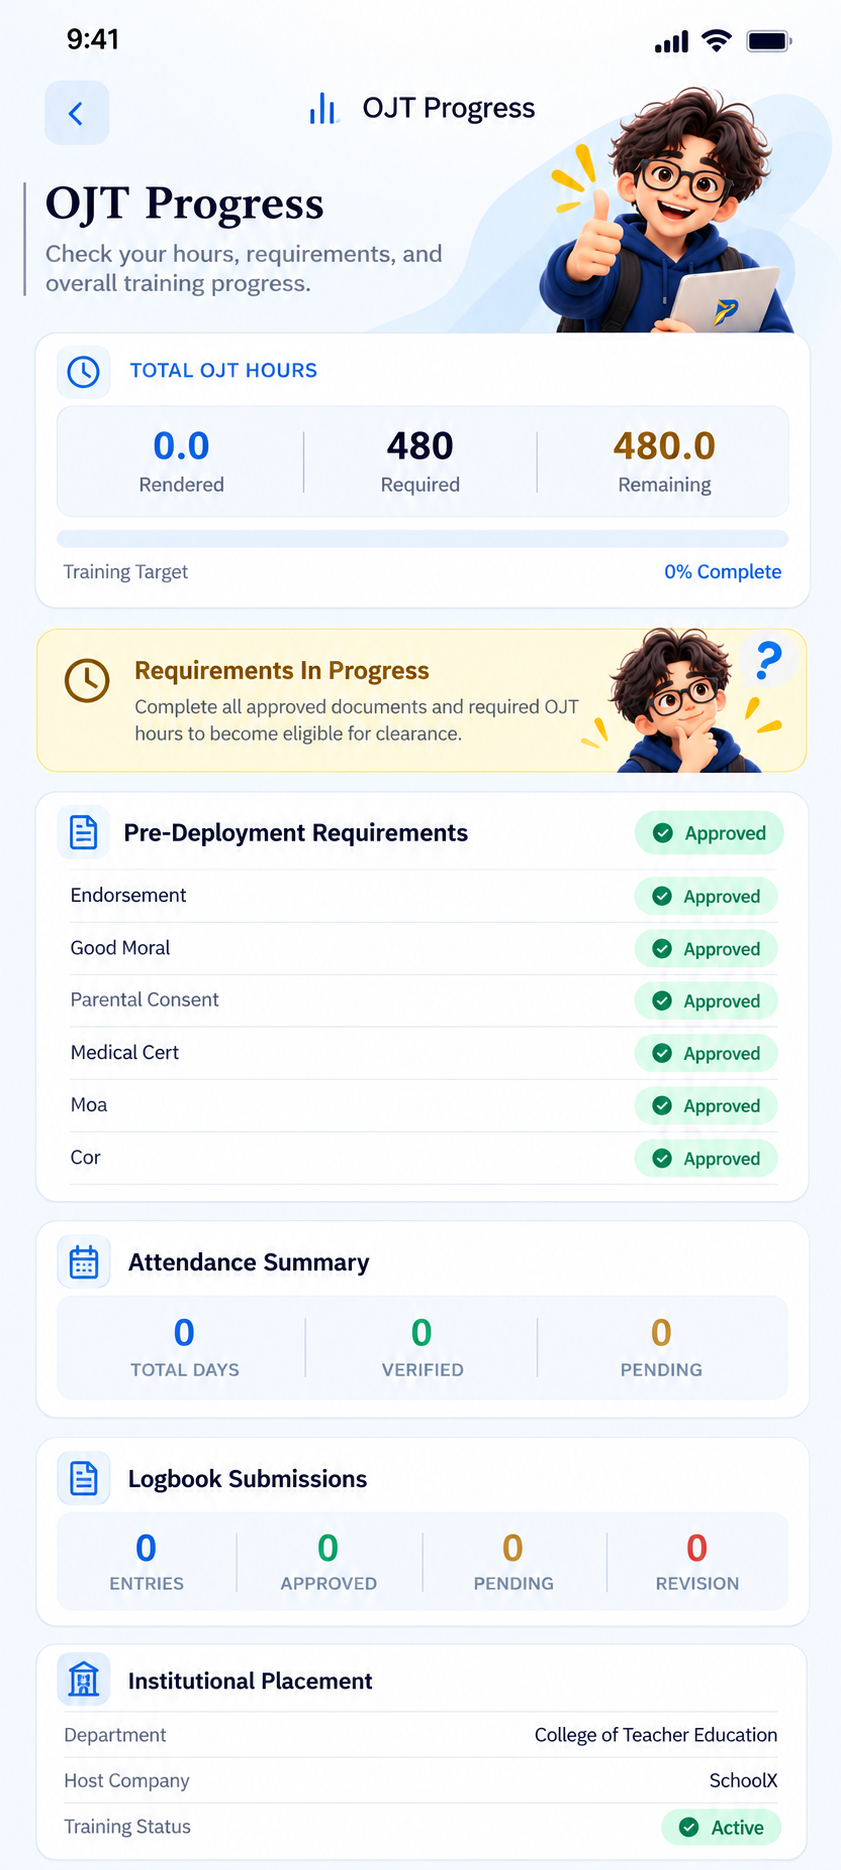 9:41
OJT Progress
OJT Progress
Check your hours, requirements, and
overall training progress.
TOTAL OJT HOURS
0.0 480 480.0
Rendered Required Remaining
Training Target 0% Complete
Requirements In Progress
?
Complete all approved documents and required OJT
hours to become eligible for clearance.
Pre-Deployment Requirements Approved
Endorsement Approved
Good Moral Approved
Parental Consent Approved
Medical Cert Approved
Moa Approved
Cor Approved
Attendance Summary
0 0 0
TOTAL DAYS VERIFIED PENDING
Logbook Submissions
0 0 0 0
ENTRIES APPROVED PENDING REVISION
Institutional Placement
Department College of Teacher Education
Host Company SchoolX
Training Status Active